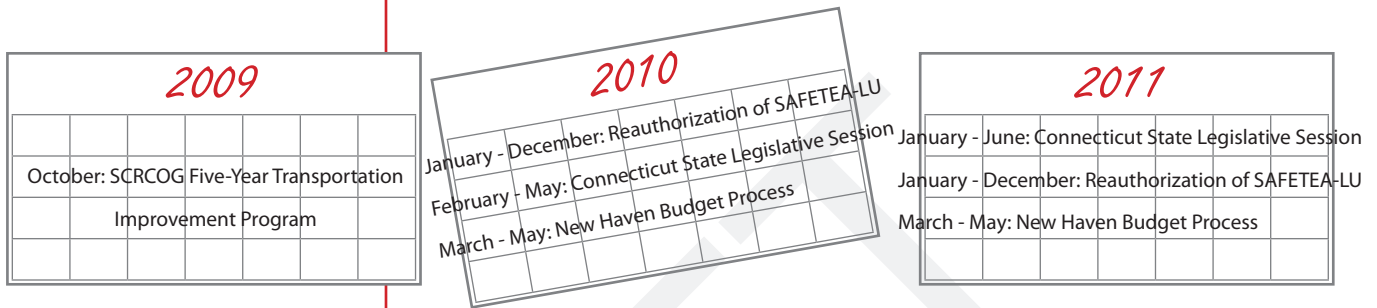 2009
October: SCRCOG Five-Year Transportation
Improvement Program
2010
January - December: Reauthorization of SAFETEA-LU
February - May: Connecticut State Legislative Session
March - May: New Haven Budget Process
2011
January - June: Connecticut State Legislative Session
January - December: Reauthorization of SAFETEA-LU
March - May: New Haven Budget Process